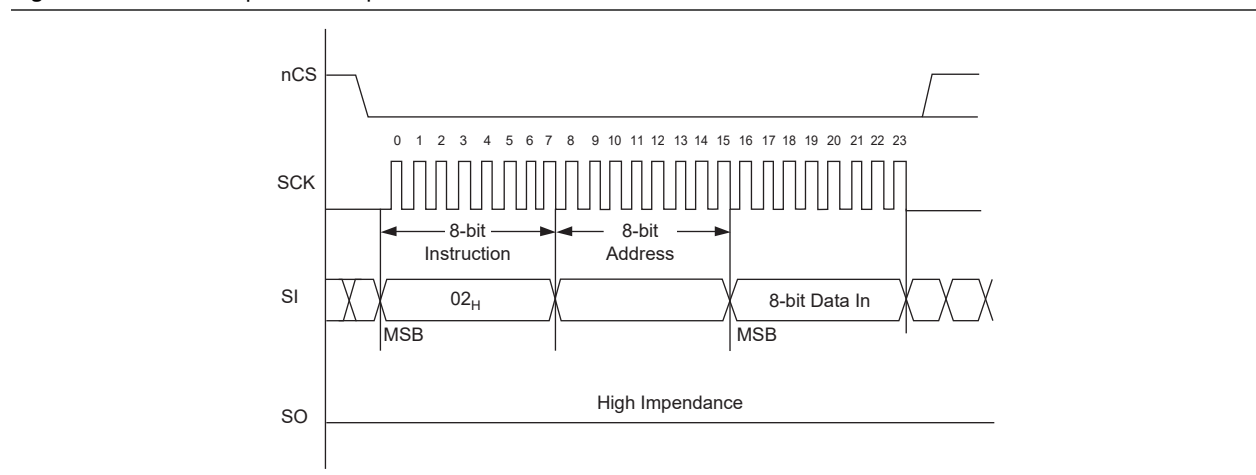 nCS
0 1 2 3 4 5 6 7 8 9 10 11 12 13 14 15 16 17 18 19 20 21 22 23
SCK
8-bit
Instruction
8-bit
Address
SI
02H
8-bit Data In
MSB
MSB
High Impendance
SO